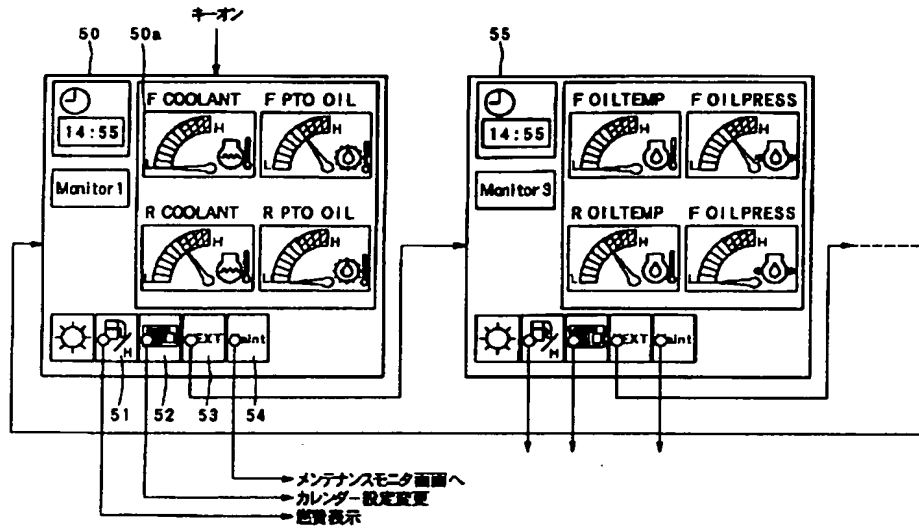 キーオン
50 50a 55
14:55
Monitor 1
F COOLANT F PTO OIL
L H L H
R COOLANT R PTO OIL
L H L H
/H EXT
51 52 53 54
14:55
Monitor 3
F OILTEMP F OILPRESS
L H L H
R OILTEMP F OILPRESS
L H L H
/H EXT
メンテナンスモニタ画面へ
カレンダー設定変更
燃費表示